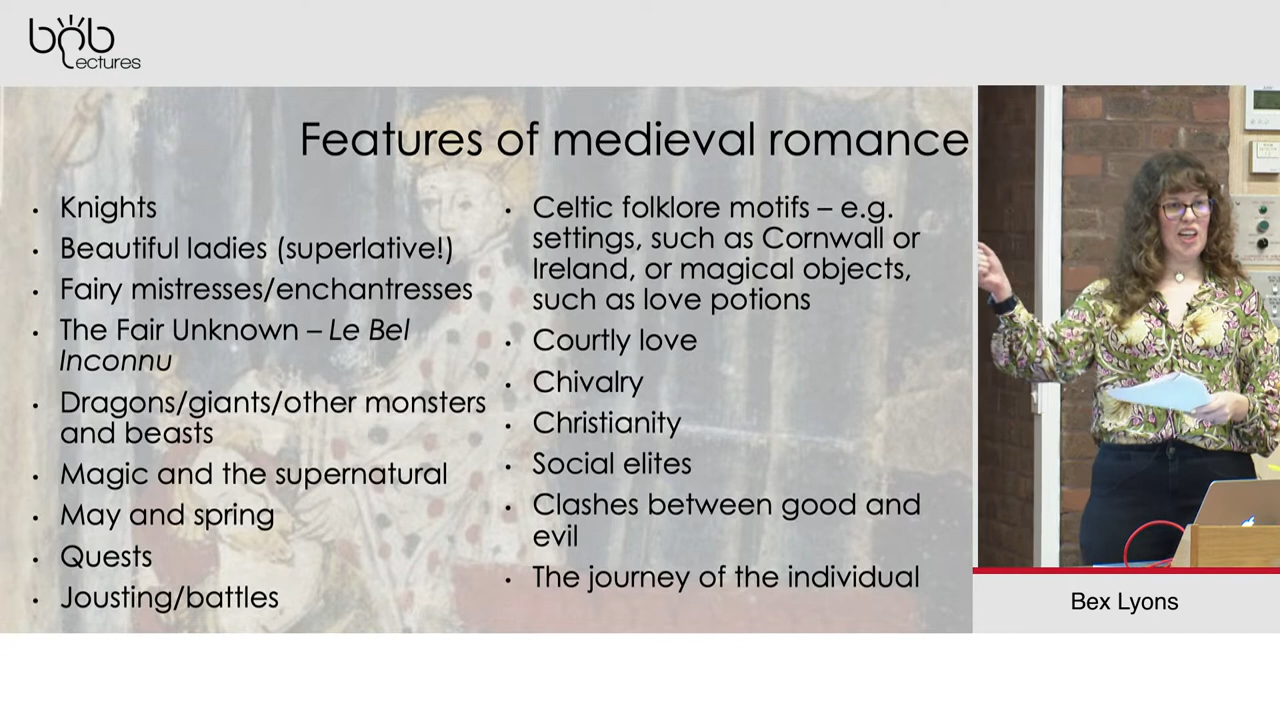 bob
Lectures
Features of medieval romance
• Knights
• Beautiful ladies (superlative!)
• Fairy mistresses/enchantresses
• The Fair Unknown – Le Bel
Inconnu
• Dragons/giants/other monsters
and beasts
• Magic and the supernatural
• May and spring
• Quests
• Jousting/battles
• Celtic folklore motifs – e.g.
settings, such as Cornwall or
Ireland, or magical objects,
such as love potions
• Courtly love
• Chivalry
• Christianity
• Social elites
• Clashes between good and
evil
• The journey of the individual
Bex Lyons